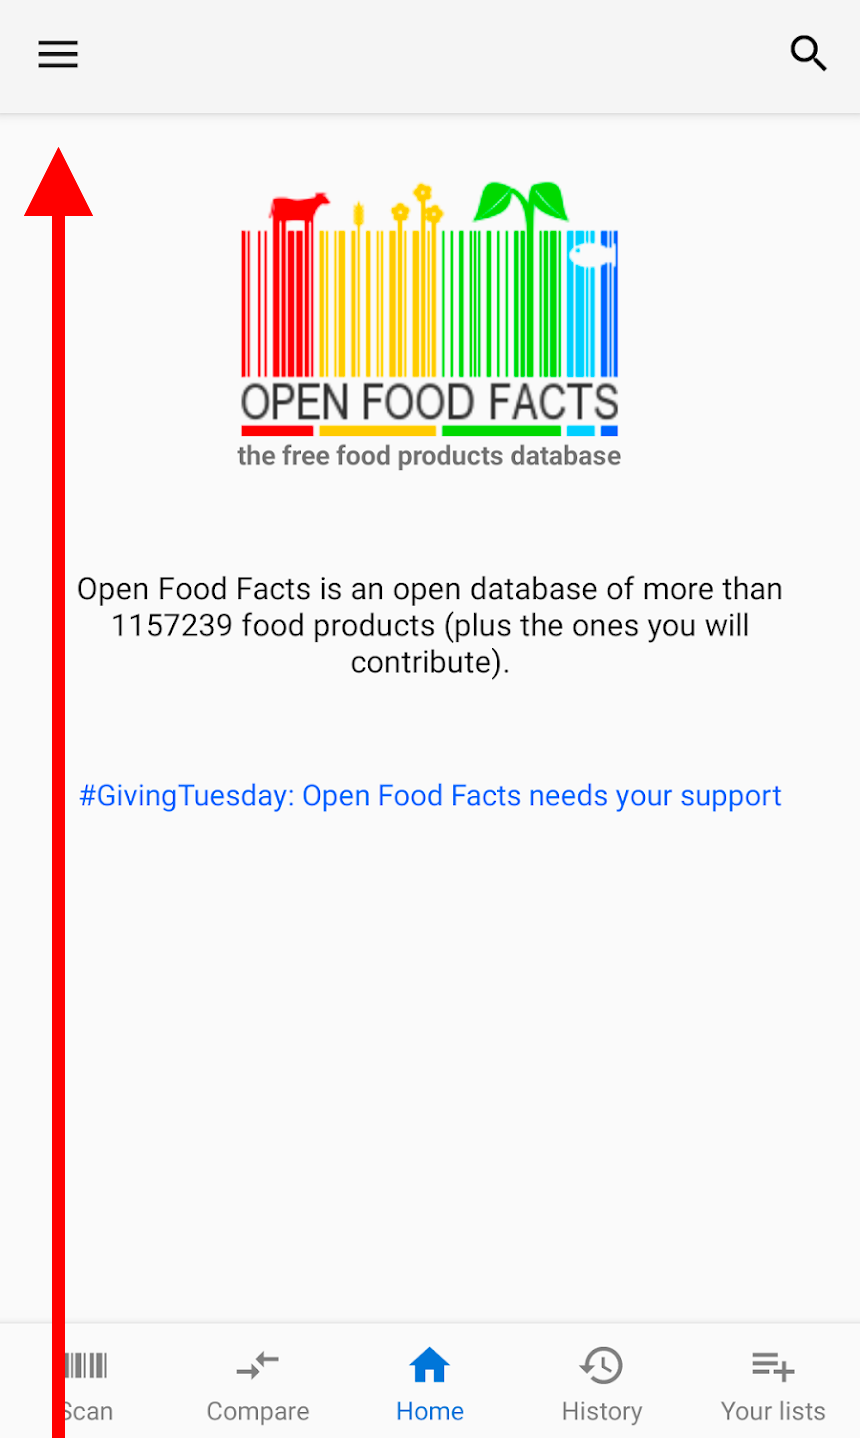 OPEN FOOD FACTS
the free food products database
Open Food Facts is an open database of more than
1157239 food products (plus the ones you will
contribute).
#GivingTuesday: Open Food Facts needs your support
Scan Compare Home History Your lists